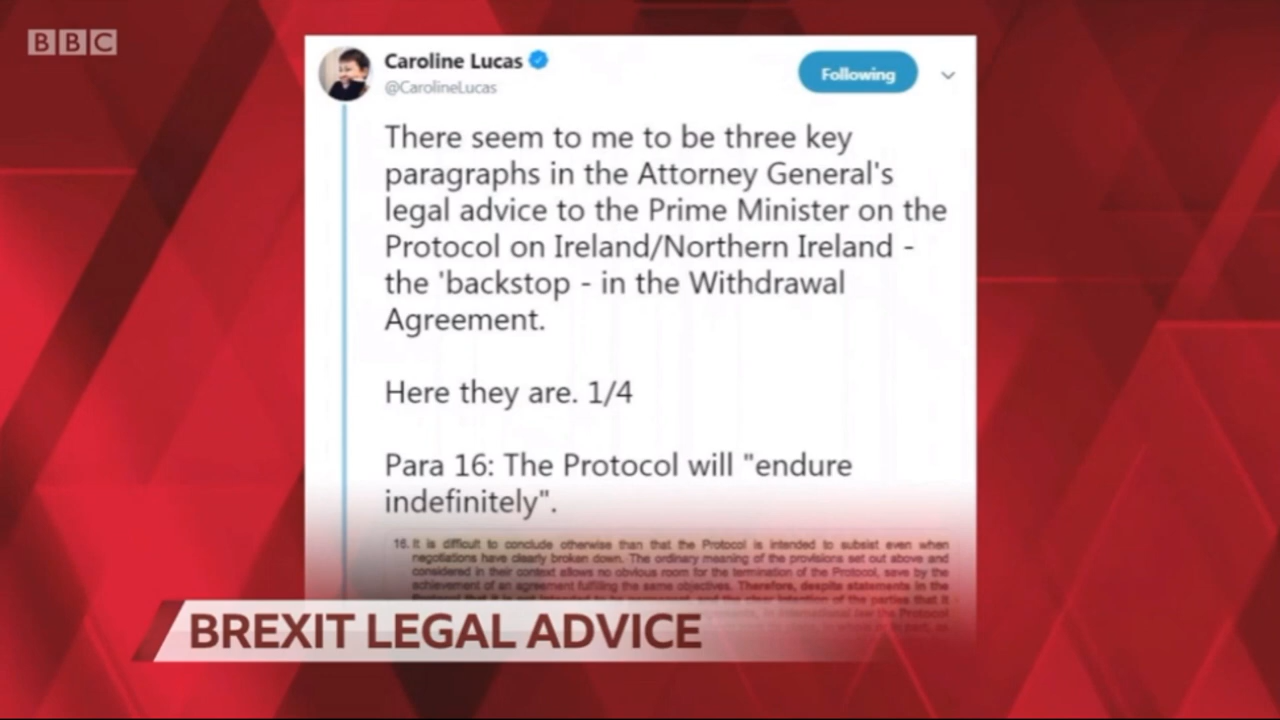 BBC
Caroline Lucas
@CarolineLucas
Following
There seem to me to be three key
paragraphs in the Attorney General's
legal advice to the Prime Minister on the
Protocol on Ireland/Northern Ireland -
the 'backstop - in the Withdrawal
Agreement.
Here they are. 1/4
Para 16: The Protocol will "endure
indefinitely".
16. It is difficult to conclude otherwise than that the Protocol is intended to subsist even when
negotiations have clearly broken down. The ordinary meaning of the provisions set out above and
considered in their context allows no obvious room for the termination of the Protocol, save by the
achievement of an agreement fulfilling the same objectives. Therefore, despite statements in the
BREXIT LEGAL ADVICE